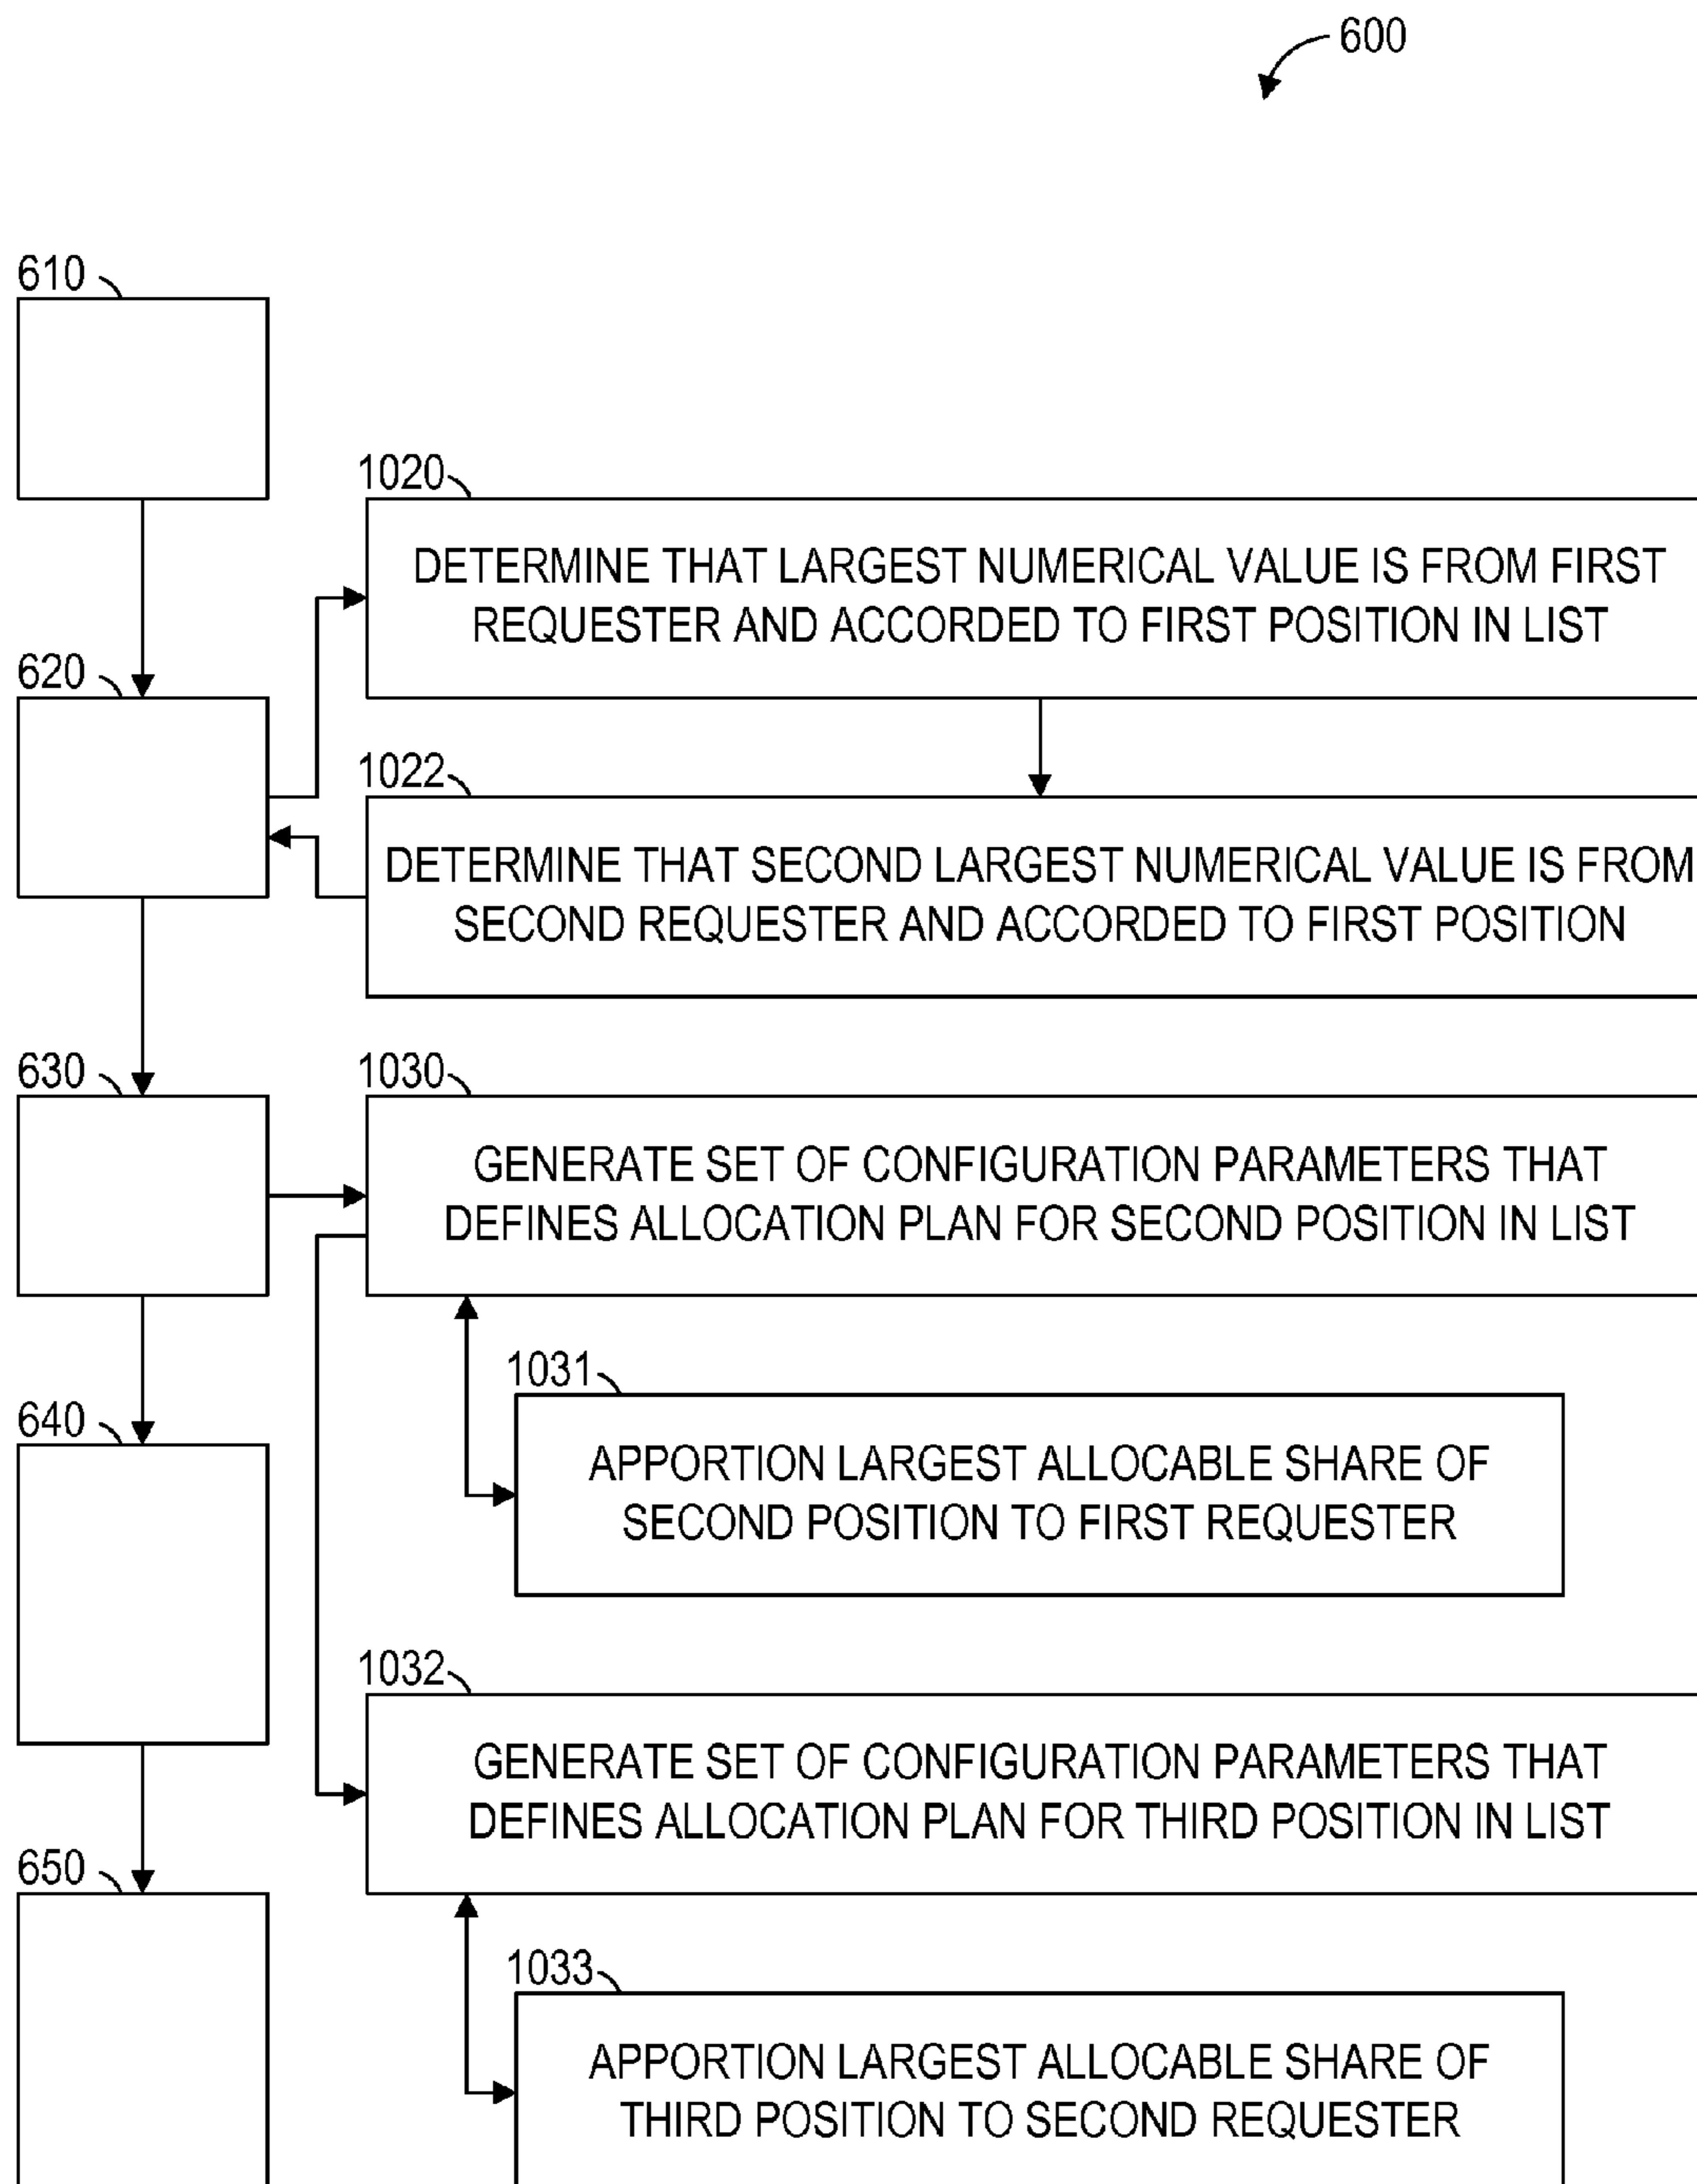 600
610
1020
DETERMINE THAT LARGEST NUMERICAL VALUE IS FROM FIRST
REQUESTER AND ACCORDED TO FIRST POSITION IN LIST
620
1022
DETERMINE THAT SECOND LARGEST NUMERICAL VALUE IS FROM
SECOND REQUESTER AND ACCORDED TO FIRST POSITION
630
1030
GENERATE SET OF CONFIGURATION PARAMETERS THAT
DEFINES ALLOCATION PLAN FOR SECOND POSITION IN LIST
1031
APPORTION LARGEST ALLOCABLE SHARE OF
SECOND POSITION TO FIRST REQUESTER
640
1032
GENERATE SET OF CONFIGURATION PARAMETERS THAT
DEFINES ALLOCATION PLAN FOR THIRD POSITION IN LIST
650
1033
APPORTION LARGEST ALLOCABLE SHARE OF
THIRD POSITION TO SECOND REQUESTER